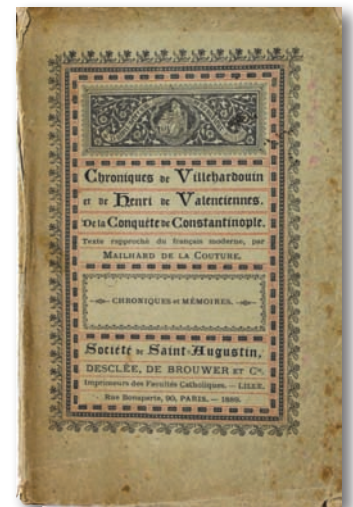 Chroniques de Villehardouin
et de Henri de Valenciennes.
De la Conquête de Constantinople.
Texte rapproché du français moderne, par
MAILHARD DE LA COUTURE.
CHRONIQUES et MÉMOIRES.
Société de Saint-Augustin,
DESCLÉE, DE BROUWER ET Cie.
Imprimeurs des Facultés Catholiques. — LILLE.
Rue Bonaparte, 90, PARIS. — 1889.